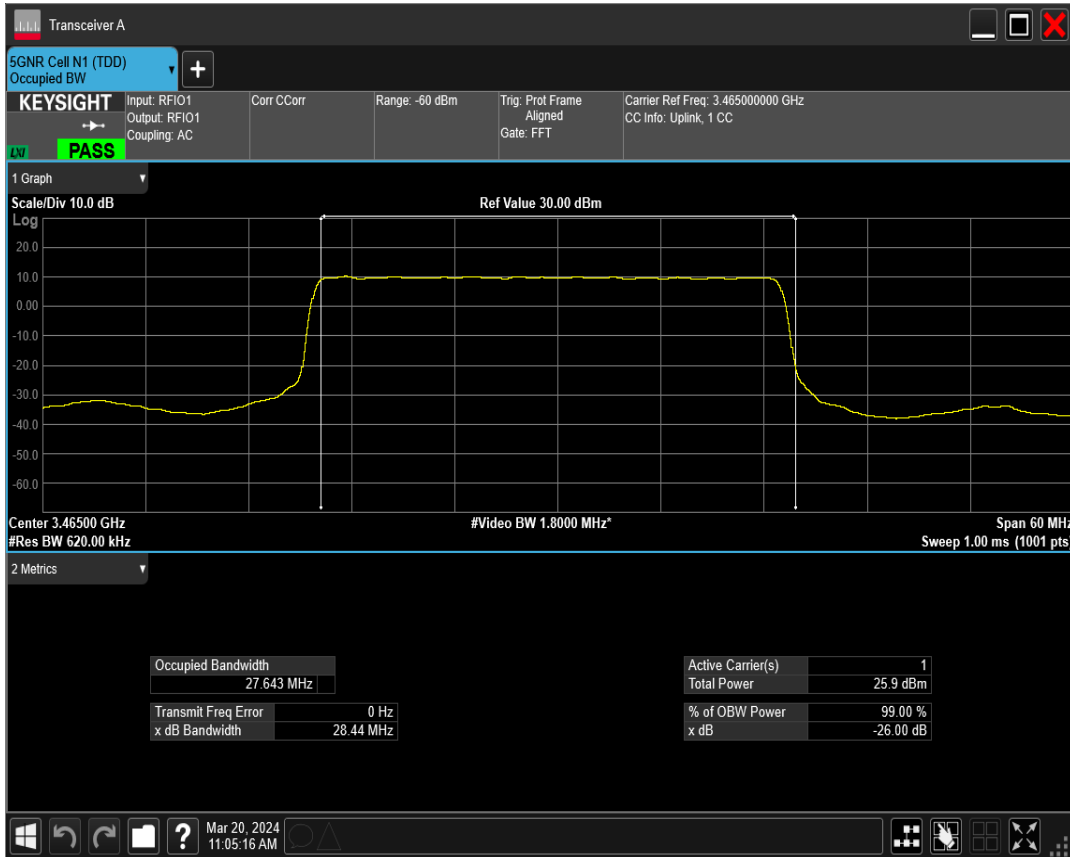 Transceiver A
5GNR Cell N1 (TDD)
Occupied BW
KEYSIGHT
LXI
PASS
Input: RFIO1
Output: RFIO1
Coupling: AC
Corr CCorr
Range: -60 dBm
Trig: Prot Frame
Aligned
Gate: FFT
Carrier Ref Freq: 3.465000000 GHz
CC Info: Uplink, 1 CC
1 Graph
Scale/Div 10.0 dB
Ref Value 30.00 dBm
Log
20.0
10.0
0.00
-10.0
-20.0
-30.0
-40.0
-50.0
-60.0
Center 3.46500 GHz
#Video BW 1.8000 MHz*
Span 60 MHz
#Res BW 620.00 kHz
Sweep 1.00 ms (1001 pts)
2 Metrics
Occupied Bandwidth
27.643 MHz
Transmit Freq Error 0 Hz
x dB Bandwidth 28.44 MHz
Active Carrier(s) 1
Total Power 25.9 dBm
% of OBW Power 99.00 %
x dB -26.00 dB
?
Mar 20, 2024
11:05:16 AM